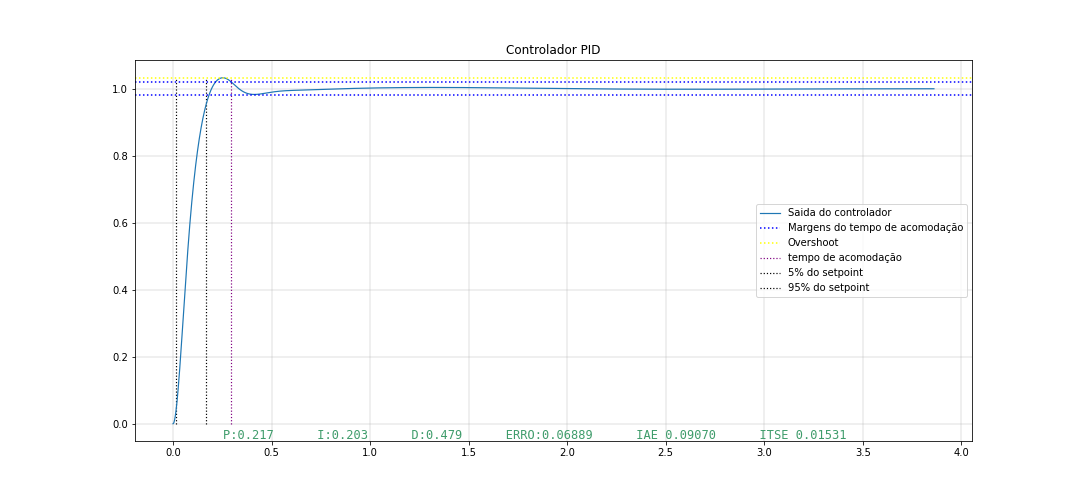 Controlador PID
1.0
0.8
0.6
0.4
0.2
0.0
Saida do controlador
Margens do tempo de acomodação
Overshoot
tempo de acomodação
5% do setpoint
95% do setpoint
P:0.217 I:0.203 D:0.479 ERRO:0.06889 IAE 0.09070 ITSE 0.01531
0.0 0.5 1.0 1.5 2.0 2.5 3.0 3.5 4.0